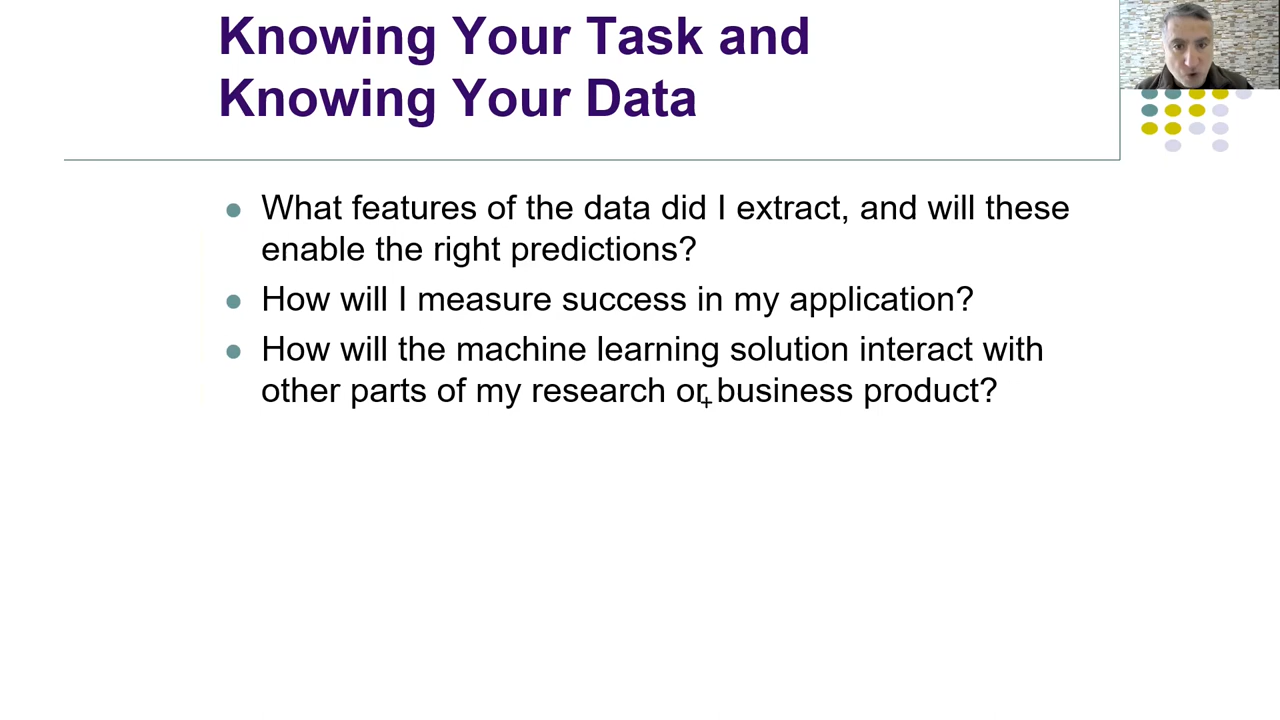 Knowing Your Task and
Knowing Your Data
What features of the data did I extract, and will these
enable the right predictions?
How will I measure success in my application?
How will the machine learning solution interact with
other parts of my research or business product?